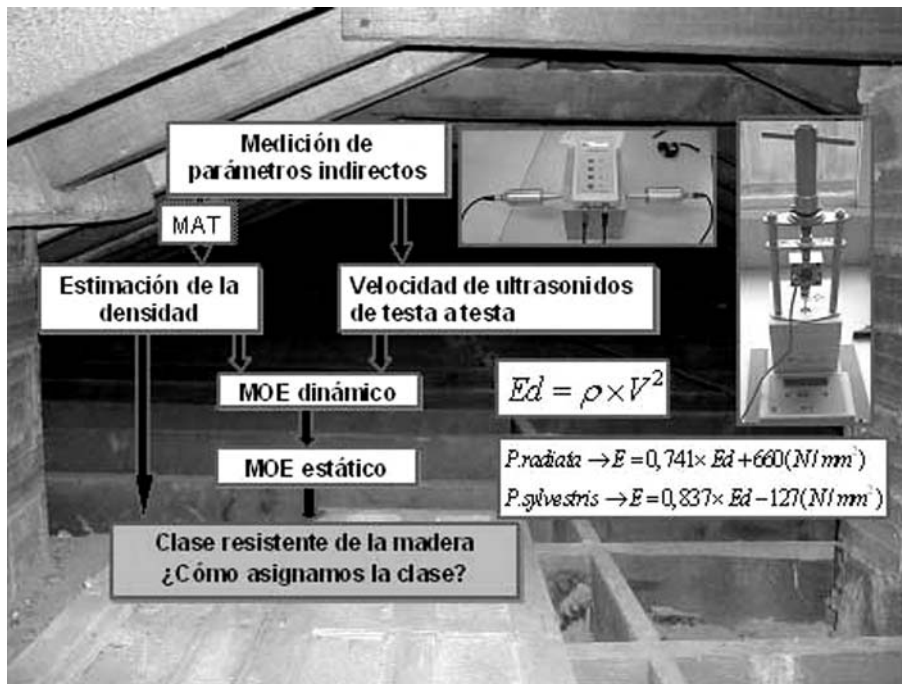 Medición de
parámetros indirectos
MAT
Estimación de la
densidad
Velocidad de ultrasonidos
de testa a testa
MOE dinámico
Ed = ρ × V²
MOE estático
P.radiata → E=0,741× Ed+660(N/mm²)
P.sylvestris → E=0,837× Ed−127(N/mm²)
Clase resistente de la madera
¿Cómo asignamos la clase?